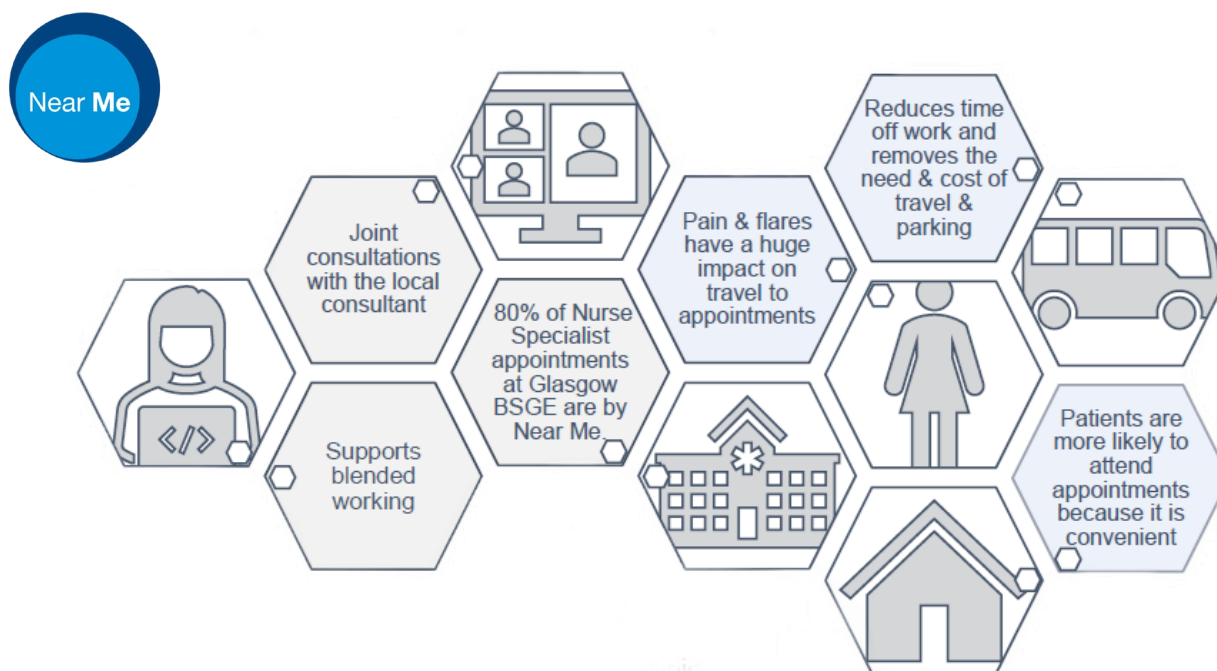 Near Me
Joint
consultations
with the local
consultant
Supports
blended
working
80% of Nurse
Specialist
appointments
at Glasgow
BSGE are by
Near Me.
</>
Pain & flares
have a huge
impact on
travel to
appointments
Reduces time
off work and
removes the
need & cost of
travel &
parking
Patients are
more likely to
attend
appointments
because it is
convenient